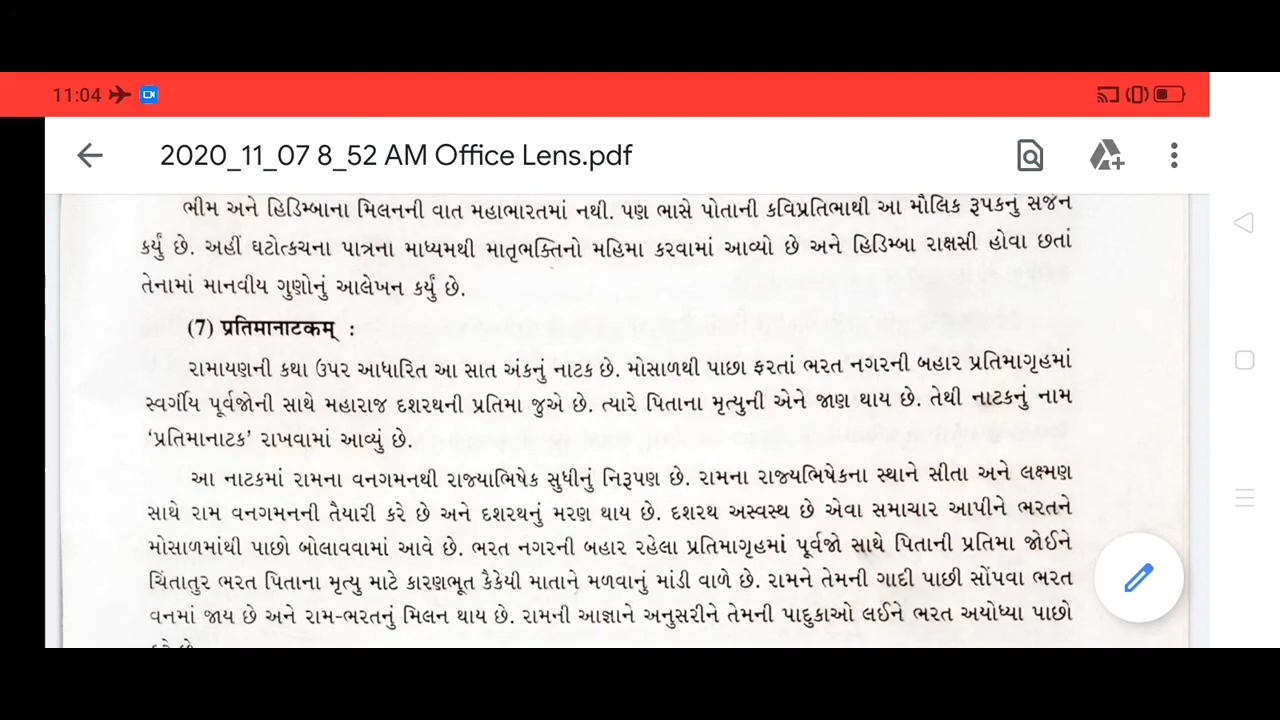 11:04
2020_11_07 8_52 AM Office Lens.pdf
ભીમ અને હિડિમ્બાના મિલનની વાત મહાભારતમાં નથી. પણ ભાસે પોતાની કવિપ્રતિભાથી આ મૌલિક રૂપકનું સર્જન
કર્યું છે. અહીં ઘટોત્કચના પાત્રના માધ્યમથી માતૃભક્તિનો મહિમા કરવામાં આવ્યો છે અને હિડિમ્બા રાક્ષસી હોવા છતાં
તેનામાં માનવીય ગુણોનું આલેખન કર્યું છે.
(7) પ્રતિમાનાટકમ્ :
રામાયણની કથા ઉપર આધારિત આ સાત અંકનું નાટક છે. મોસાળથી પાછા ફરતાં ભરત નગરની બહાર પ્રતિમાગૃહમાં
સ્વર્ગીય પૂર્વજોની સાથે મહારાજ દશરથની પ્રતિમા જુએ છે. ત્યારે પિતાના મૃત્યુની એને જાણ થાય છે. તેથી નાટકનું નામ
‘પ્રતિમાનાટક’ રાખવામાં આવ્યું છે.
આ નાટકમાં રામના વનગમનથી રાજ્યાભિષેક સુધીનું નિરૂપણ છે. રામના રાજ્યભિષેકના સ્થાને સીતા અને લક્ષ્મણ
સાથે રામ વનગમનની તૈયારી કરે છે અને દશરથનું મરણ થાય છે. દશરથ અસ્વસ્થ છે એવા સમાચાર આપીને ભરતને
મોસાળમાંથી પાછો બોલાવવામાં આવે છે. ભરત નગરની બહાર રહેલા પ્રતિમાગૃહમાં પૂર્વજો સાથે પિતાની પ્રતિમા જોઈને
ચિંતાતુર ભરત પિતાના મૃત્યુ માટે કારણભૂત કૈકેયી માતાને મળવાનું માંડી વાળે છે. રામને તેમની ગાદી પાછી સોંપવા ભરત
વનમાં જાય છે અને રામ-ભરતનું મિલન થાય છે. રામની આજ્ઞાને અનુસરીને તેમની પાદુકાઓ લઈને ભરત અયોધ્યા પાછો